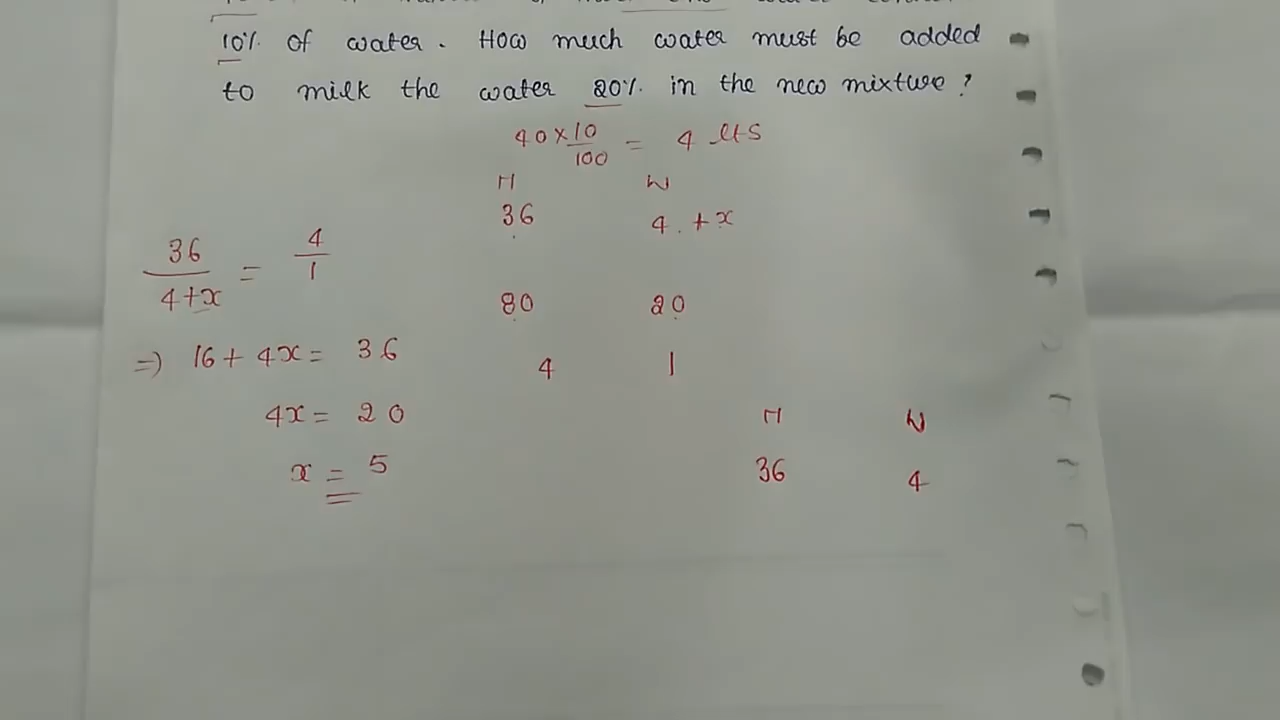 10% of water. How much water must be added
to milk the water 20% in the new mixture?
40 × 10/100 = 4 lts
M W
36 4 + x
36/4+x = 4/1
80 20
=) 16 + 4x = 36
4 1
4x = 20
M W
x = 5
36 4